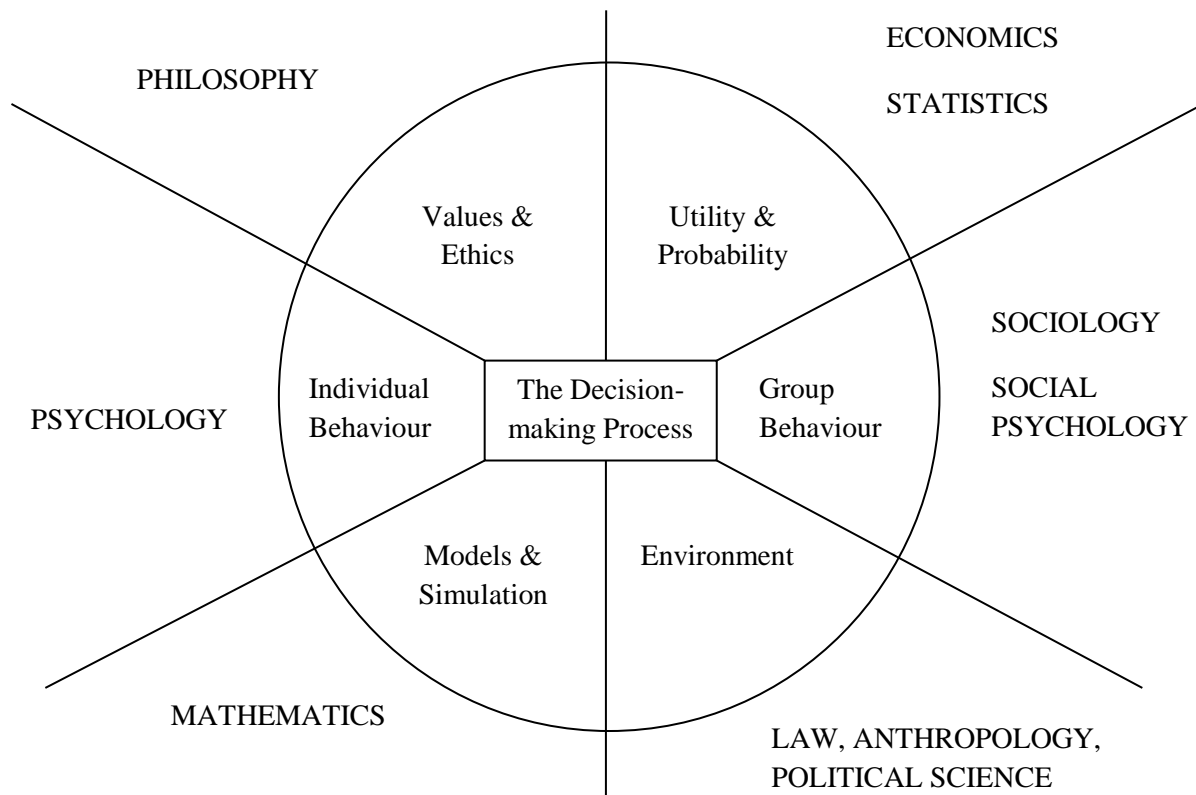 ECONOMICS
PHILOSOPHY
STATISTICS
Values &
Ethics
Utility &
Probability
SOCIOLOGY
SOCIAL
PSYCHOLOGY
PSYCHOLOGY
Individual
Behaviour
The Decision-
making Process
Group
Behaviour
Models &
Simulation
Environment
MATHEMATICS
LAW, ANTHROPOLOGY,
POLITICAL SCIENCE